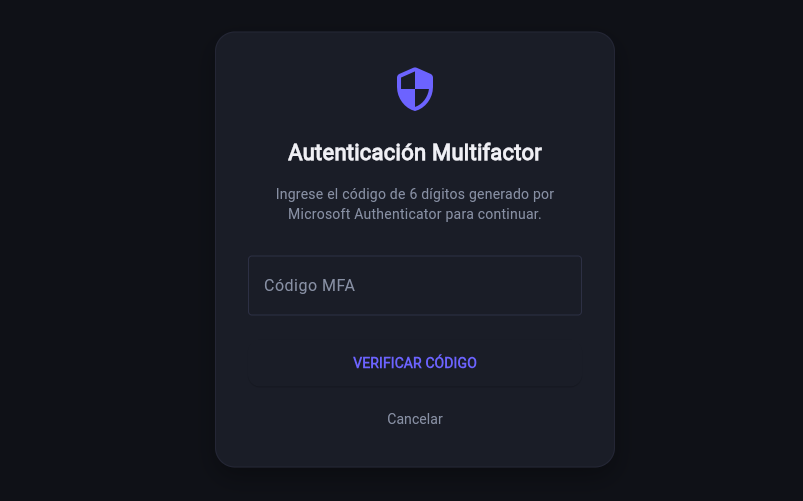 Autenticación Multifactor
Ingrese el código de 6 dígitos generado por
Microsoft Authenticator para continuar.
Código MFA
VERIFICAR CÓDIGO
Cancelar